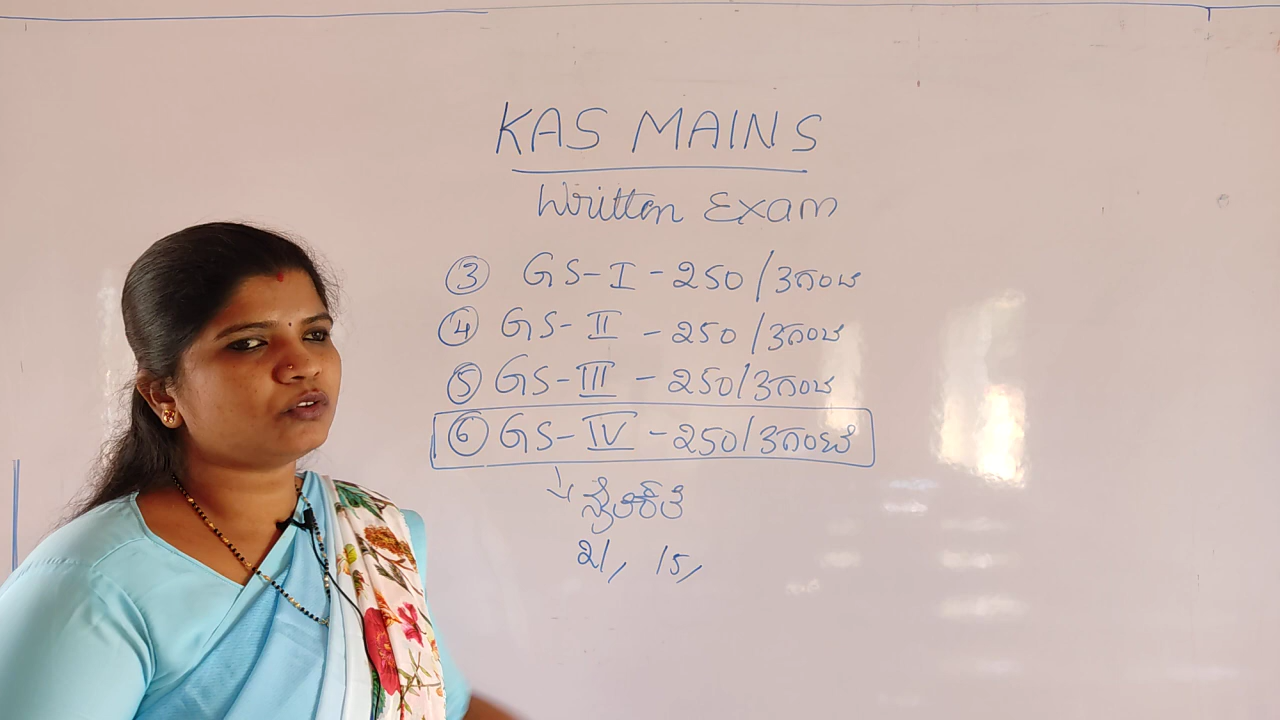 KAS MAINS
Written Exam
③ GS-I - 250/3ಗಂಟೆ
④ GS-II - 250/3ಗಂಟೆ
⑤ GS-III - 250/3ಗಂಟೆ
⑥ GS-IV - 250/3ಗಂಟೆ
ನೈತಿಕತೆ
21, 15,